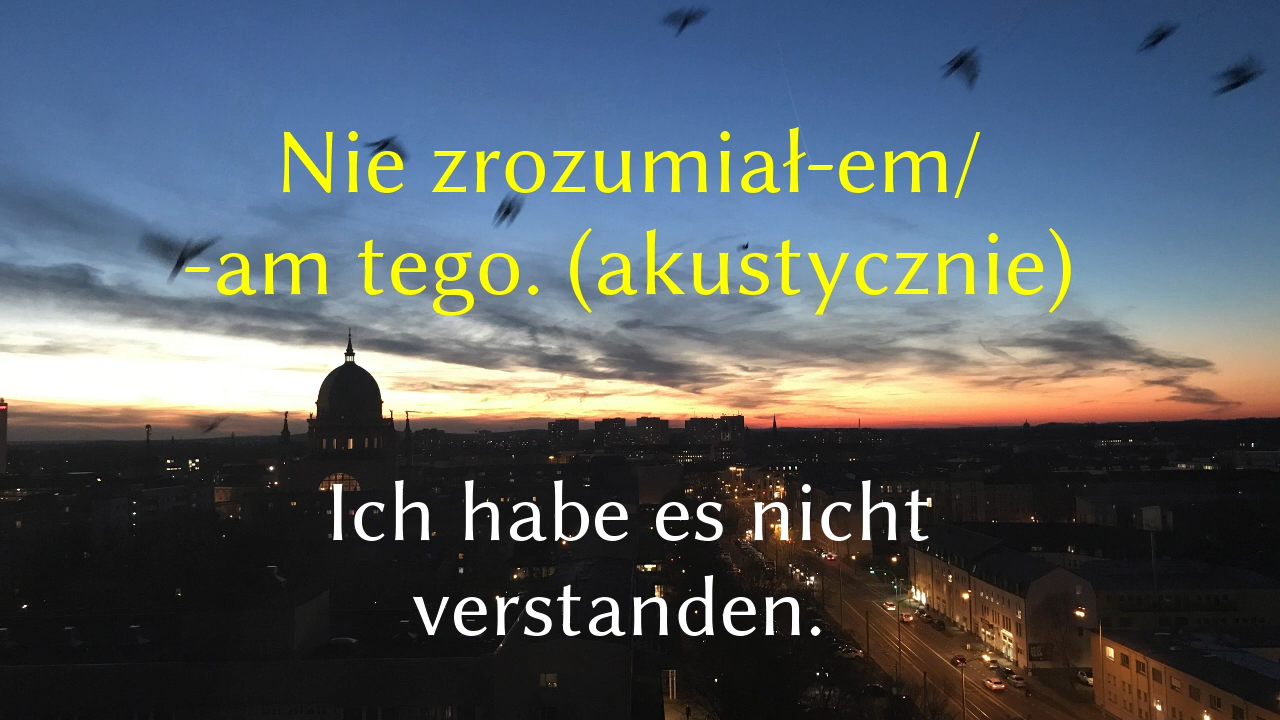 Nie zrozumiał-em/
-am tego. (akustycznie)
Ich habe es nicht
verstanden.